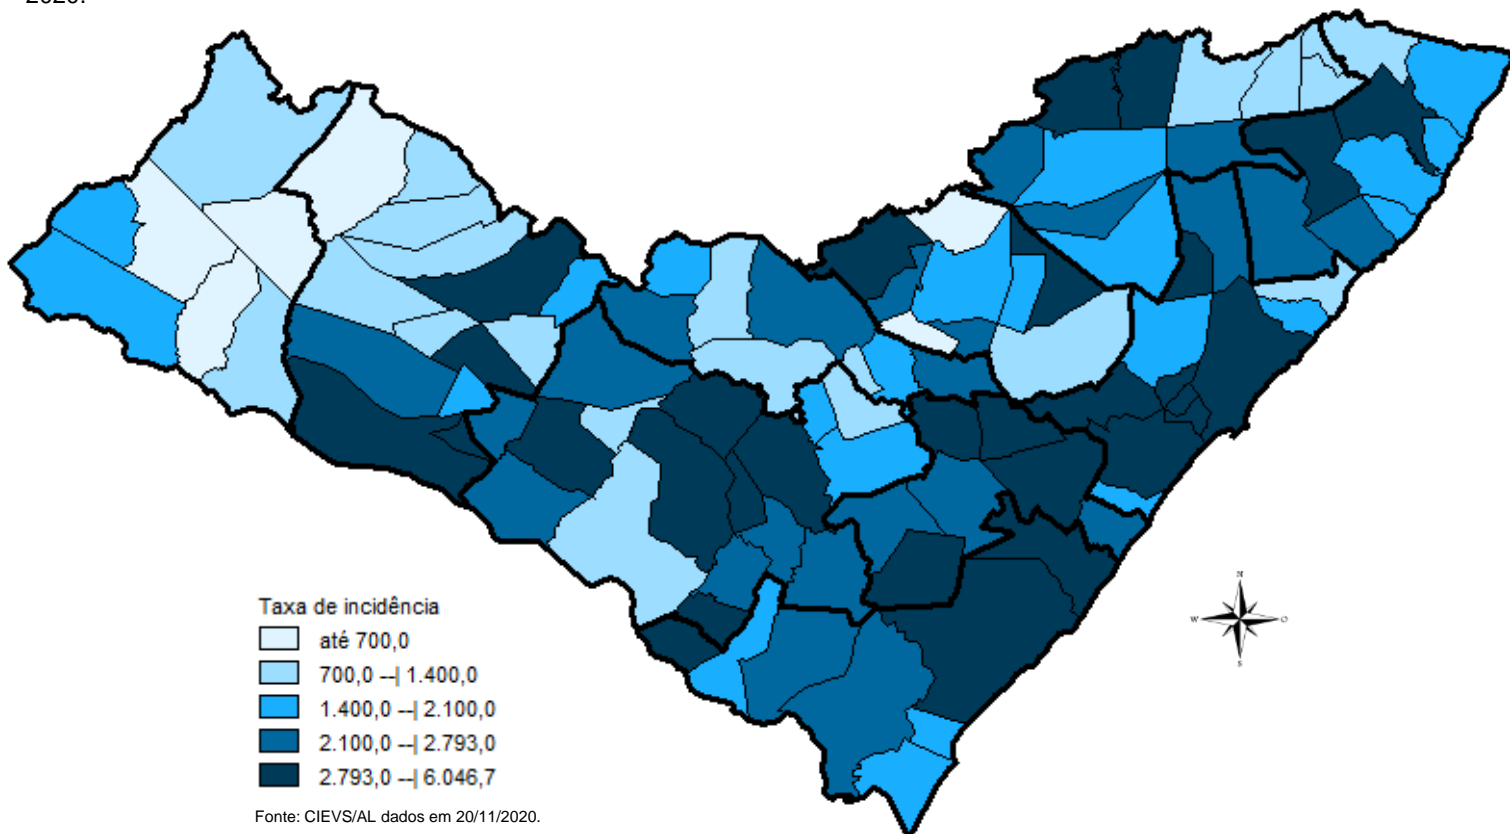 2020.
Taxa de incidência
até 700,0
700,0 --| 1.400,0
1.400,0 --| 2.100,0
2.100,0 --| 2.793,0
2.793,0 --| 6.046,7
Fonte: CIEVS/AL dados em 20/11/2020.
N
W
O
S